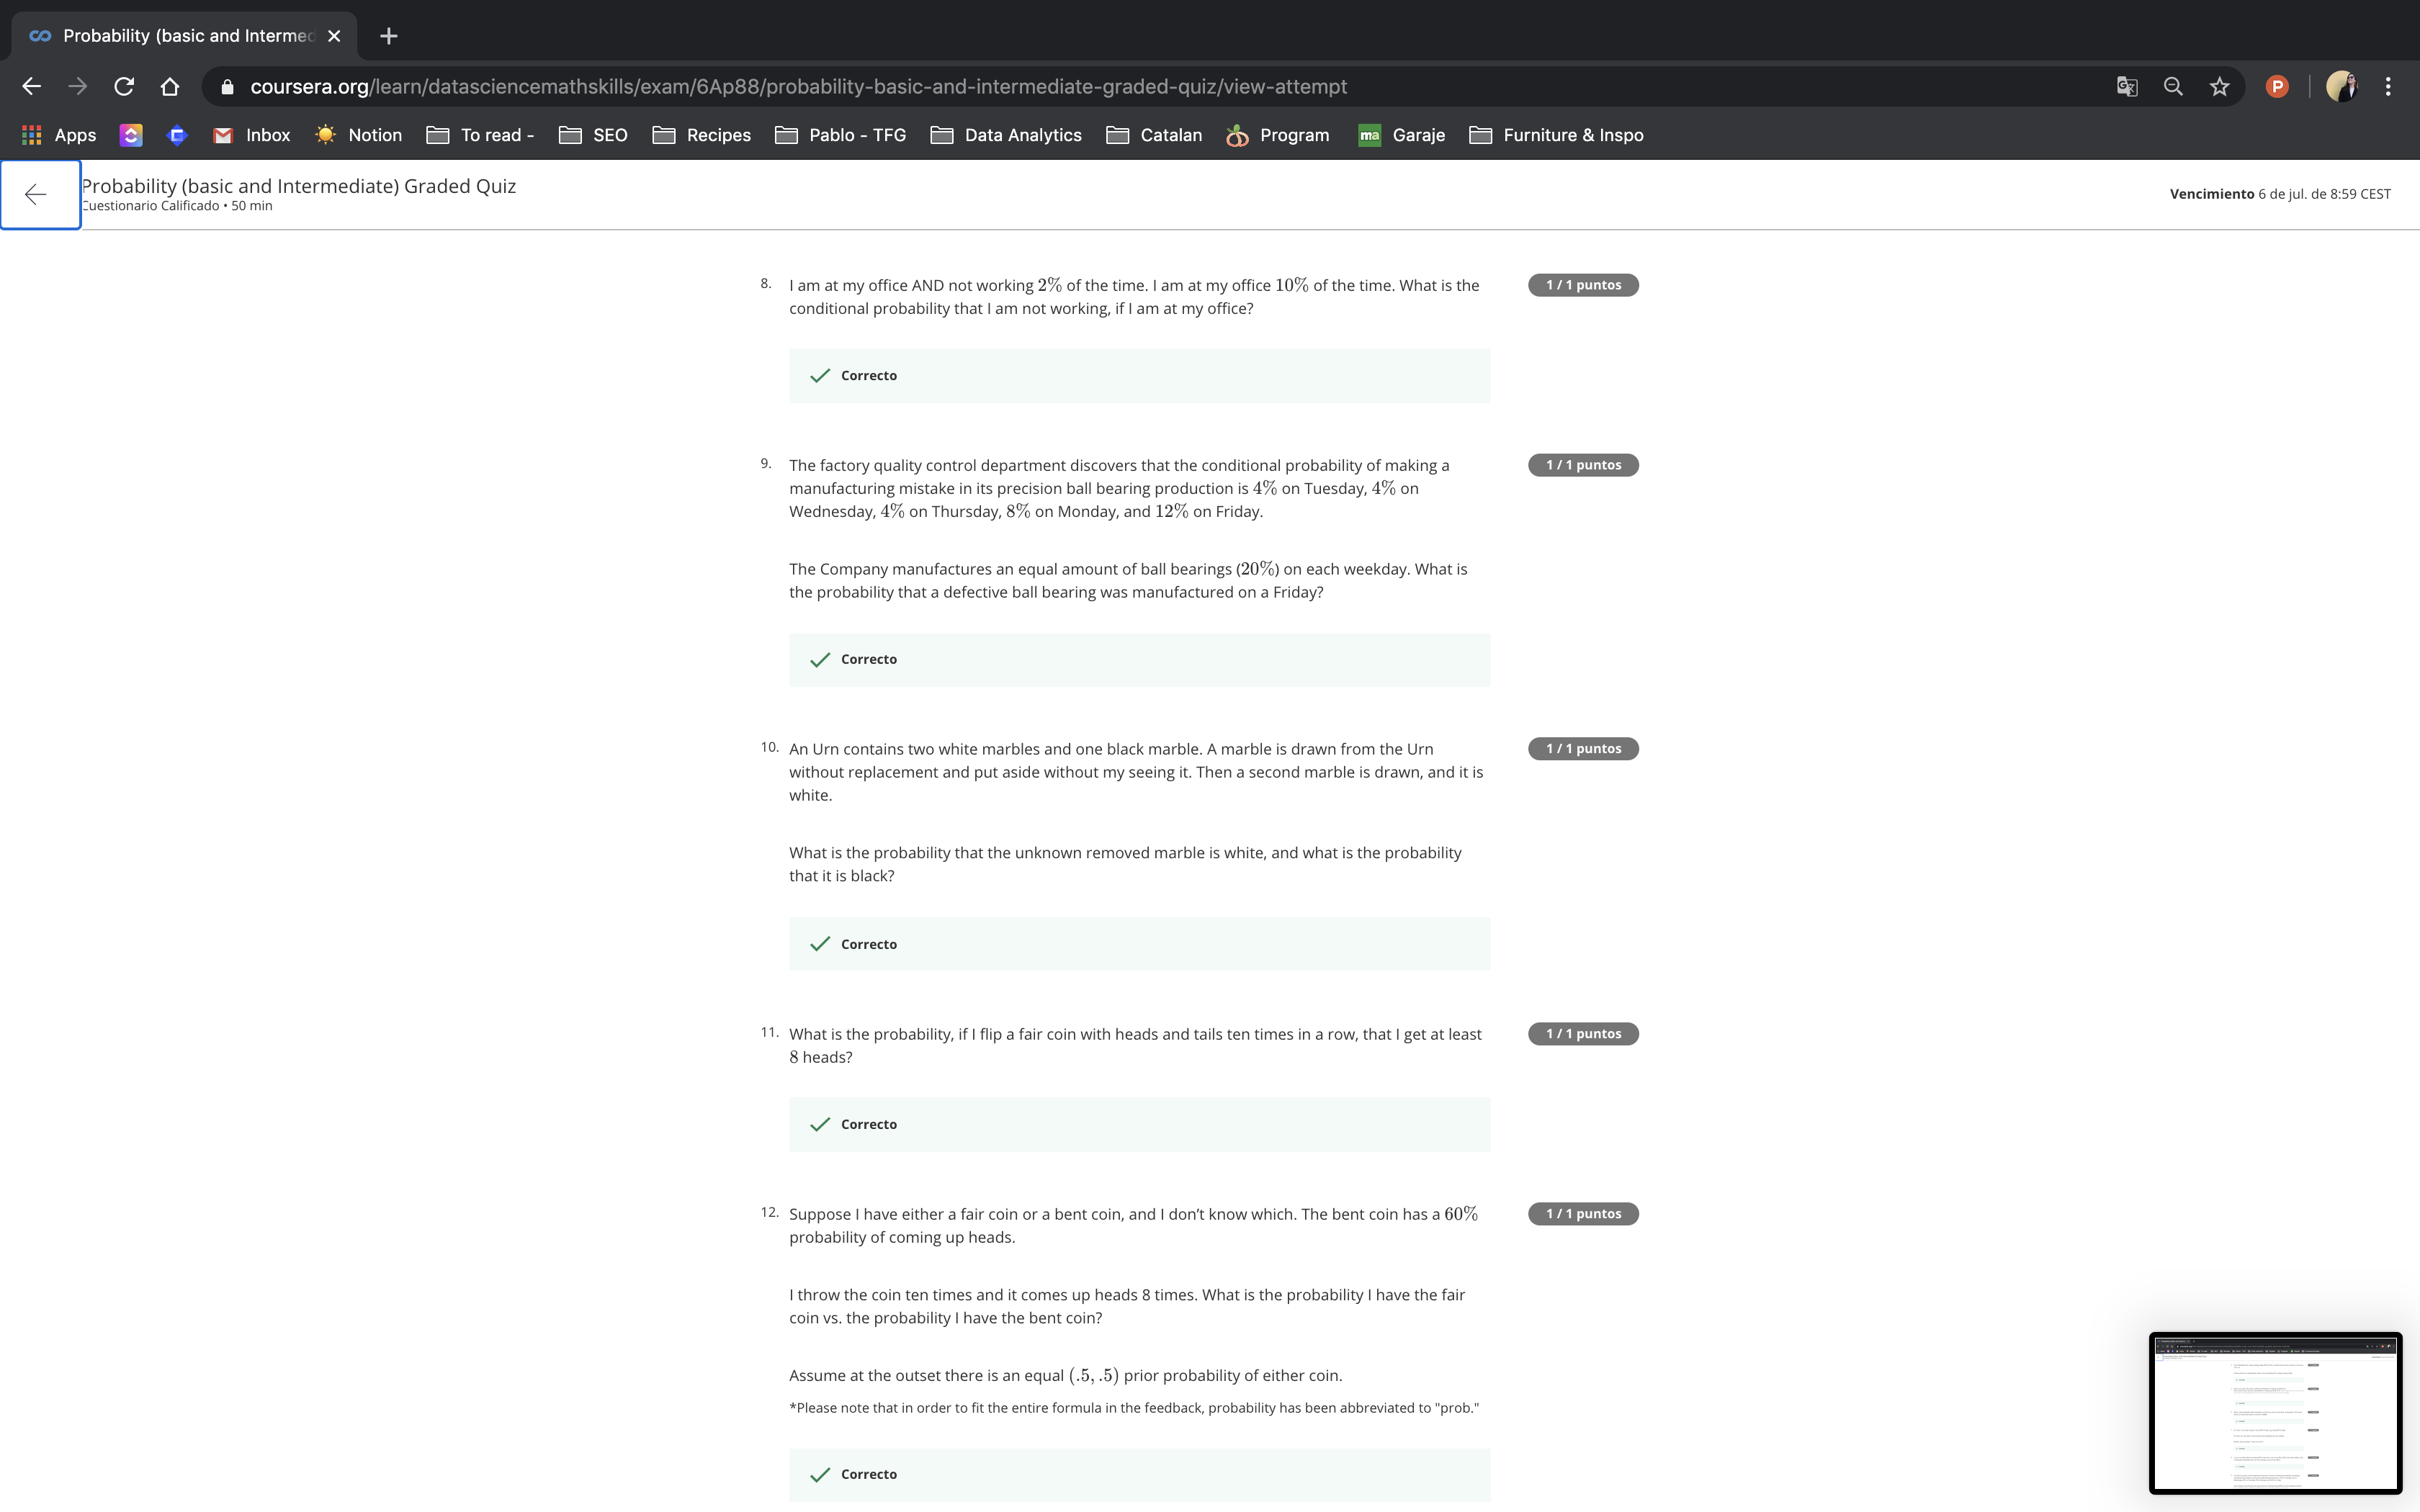 Probability (basic and Intermed
coursera.org/learn/datasciencemathskills/exam/6Ap88/probability-basic-and-intermediate-graded-quiz/view-attempt
P
Apps Inbox Notion To read - SEO Recipes Pablo - TFG Data Analytics Catalan Program ma Garaje Furniture & Inspo
Probability (basic and Intermediate) Graded Quiz
Cuestionario Calificado • 50 min
Vencimiento 6 de jul. de 8:59 CEST
8. I am at my office AND not working 2% of the time. I am at my office 10% of the time. What is the
conditional probability that I am not working, if I am at my office?
1 / 1 puntos
Correcto
9. The factory quality control department discovers that the conditional probability of making a
manufacturing mistake in its precision ball bearing production is 4% on Tuesday, 4% on
Wednesday, 4% on Thursday, 8% on Monday, and 12% on Friday.
1 / 1 puntos
The Company manufactures an equal amount of ball bearings (20%) on each weekday. What is
the probability that a defective ball bearing was manufactured on a Friday?
Correcto
10. An Urn contains two white marbles and one black marble. A marble is drawn from the Urn
without replacement and put aside without my seeing it. Then a second marble is drawn, and it is
white.
1 / 1 puntos
What is the probability that the unknown removed marble is white, and what is the probability
that it is black?
Correcto
11. What is the probability, if I flip a fair coin with heads and tails ten times in a row, that I get at least
8 heads?
1 / 1 puntos
Correcto
12. Suppose I have either a fair coin or a bent coin, and I don’t know which. The bent coin has a 60%
probability of coming up heads.
1 / 1 puntos
I throw the coin ten times and it comes up heads 8 times. What is the probability I have the fair
coin vs. the probability I have the bent coin?
Assume at the outset there is an equal (.5, .5) prior probability of either coin.
*Please note that in order to fit the entire formula in the feedback, probability has been abbreviated to "prob."
Correcto